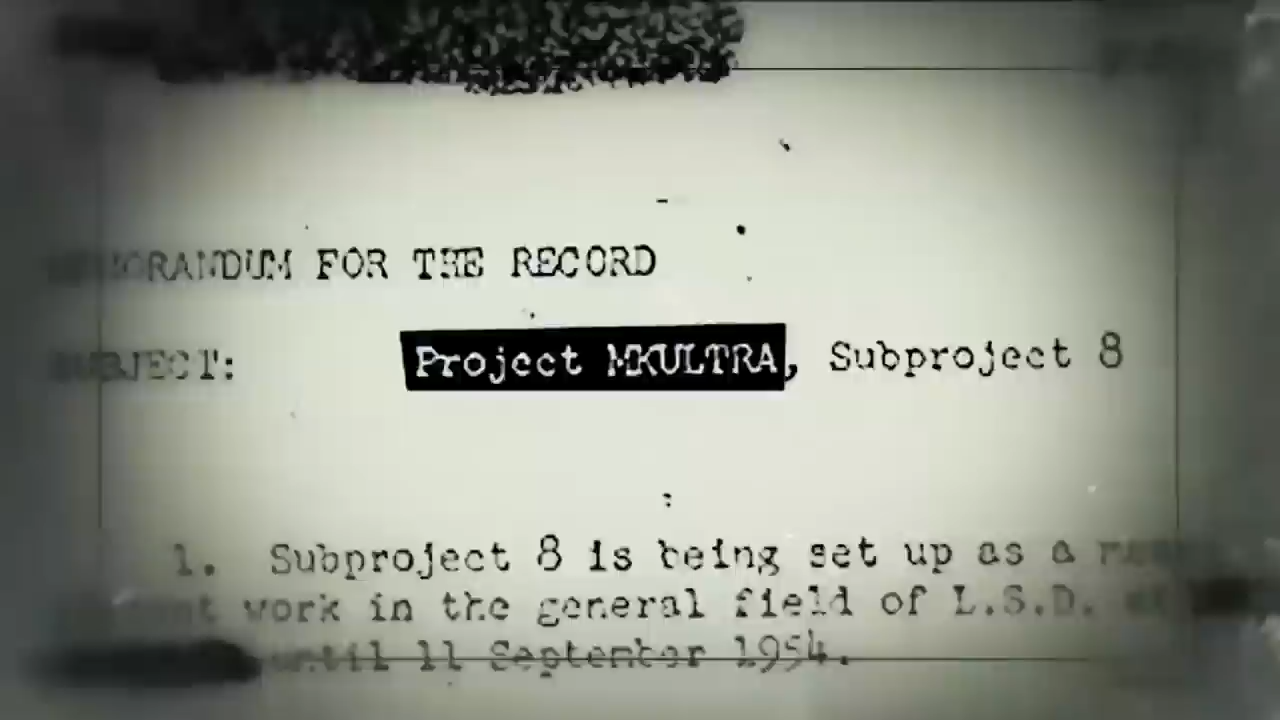 MEMORANDUM FOR THE RECORD
SUBJECT: Project MKULTRA, Subproject 8
1. Subproject 8 is being set up as a
work in the general field of L.S.D.
until 11 September 1954.